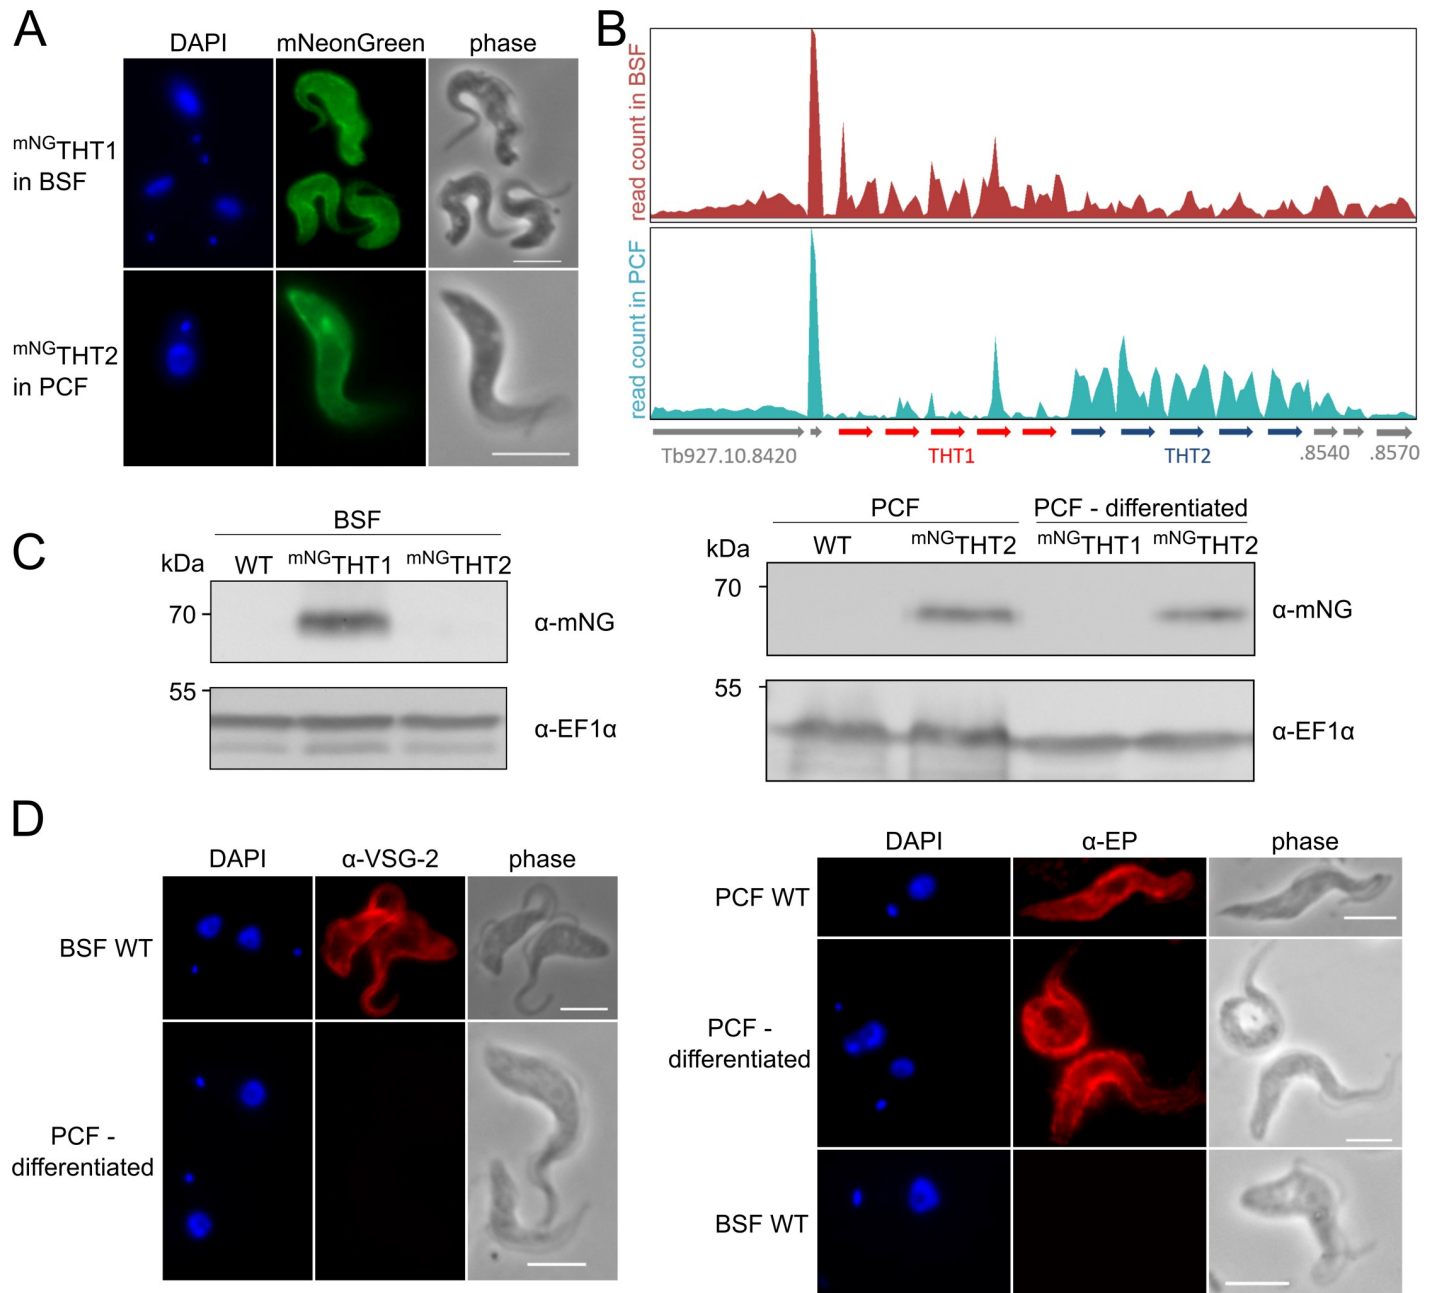 A
DAPI mNeonGreen phase
mNGTHT1
in BSF
mNGTHT2
in PCF
B
read count in BSF
read count in PCF
Tb927.10.8420 THT1 THT2 .8540 .8570
C
BSF
kDa WT mNGTHT1 mNGTHT2
70 α-mNG
55 α-EF1α
PCF PCF - differentiated
kDa WT mNGTHT2 mNGTHT1 mNGTHT2
70 α-mNG
55 α-EF1α
D
DAPI α-VSG-2 phase
BSF WT
PCF -
differentiated
DAPI α-EP phase
PCF WT
PCF -
differentiated
BSF WT